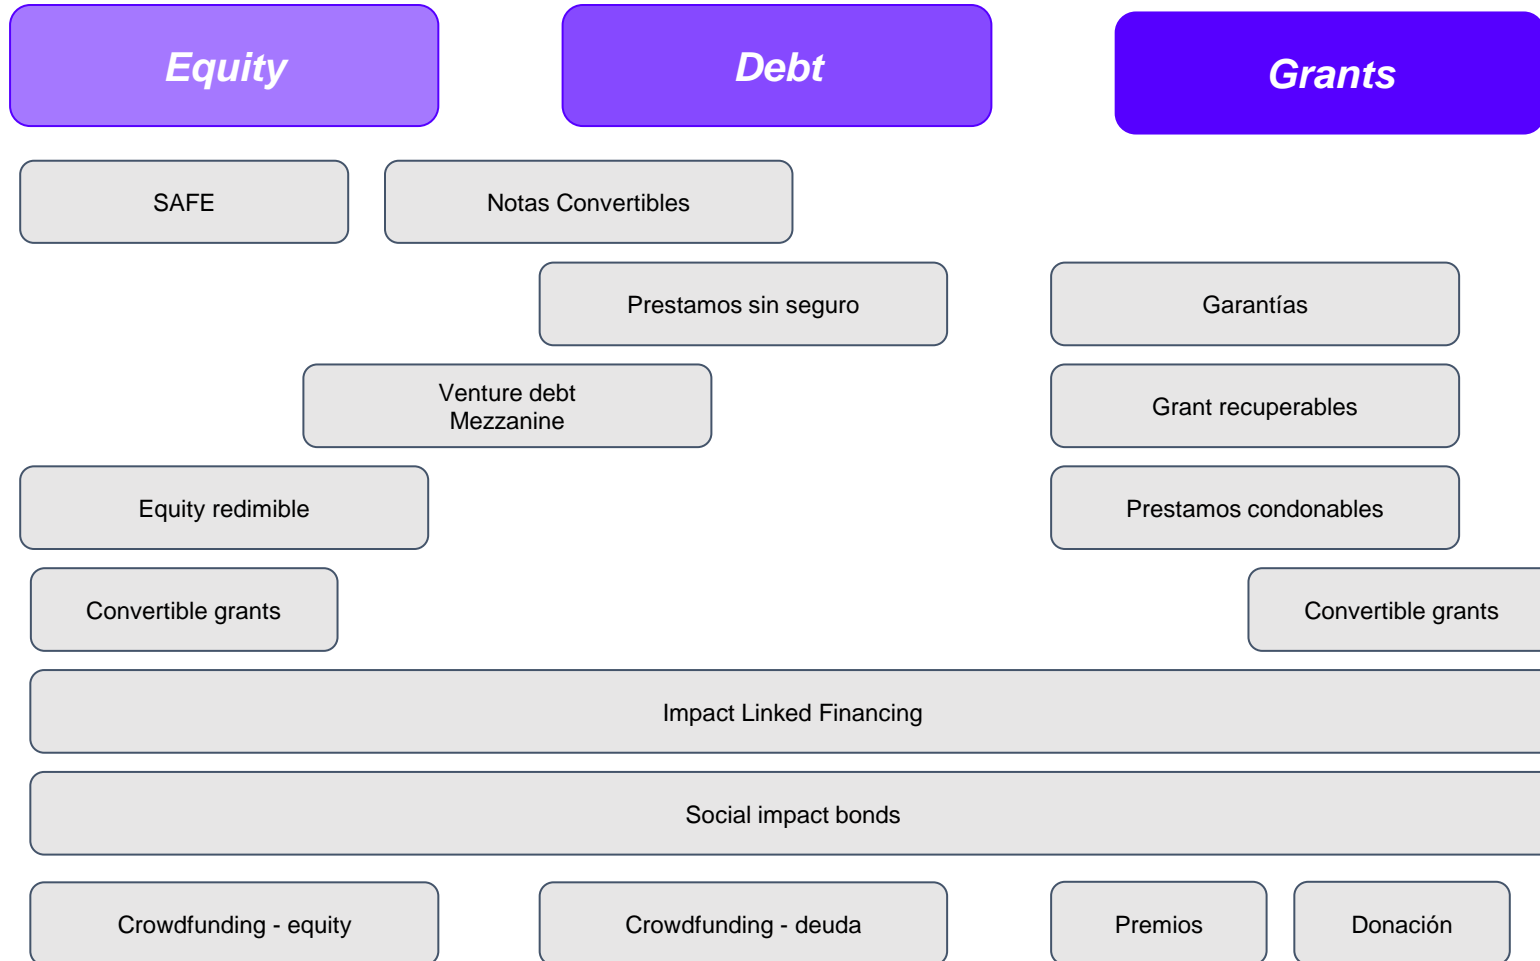 Equity
Debt
Grants
SAFE
Notas Convertibles
Prestamos sin seguro
Garantías
Venture debt
Mezzanine
Grant recuperables
Equity redimible
Prestamos condonables
Convertible grants
Convertible grants
Impact Linked Financing
Social impact bonds
Crowdfunding - equity
Crowdfunding - deuda
Premios
Donación